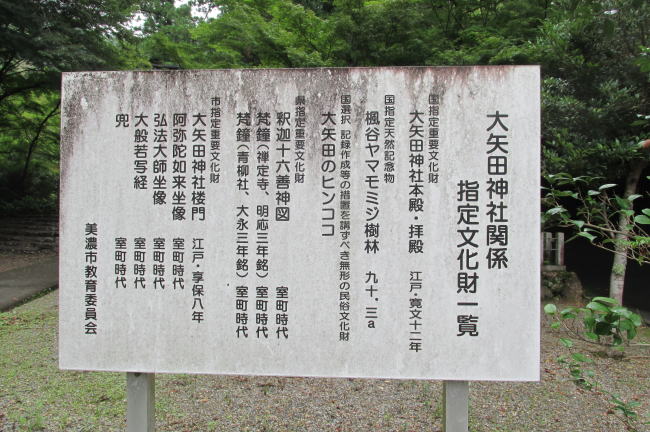 大矢田神社関係
指定文化財一覧
国指定重要文化財
大矢田神社本殿・拝殿 江戸・寛文十二年
国指定天然記念物
楓谷ヤマモミジ樹林 九十.三a
国選択 記録作成等の措置を講ずべき無形の民俗文化財
大矢田のヒンココ
県指定重要文化財
釈迦十六善神図 室町時代
梵鐘(禅定寺、明応三年銘) 室町時代
梵鐘(青柳社、大永三年銘) 室町時代
市指定重要文化財
大矢田神社楼門 江戸・享保八年
阿弥陀如来坐像 室町時代
弘法大師坐像 室町時代
大般若写経 室町時代
兜 室町時代
美濃市教育委員会